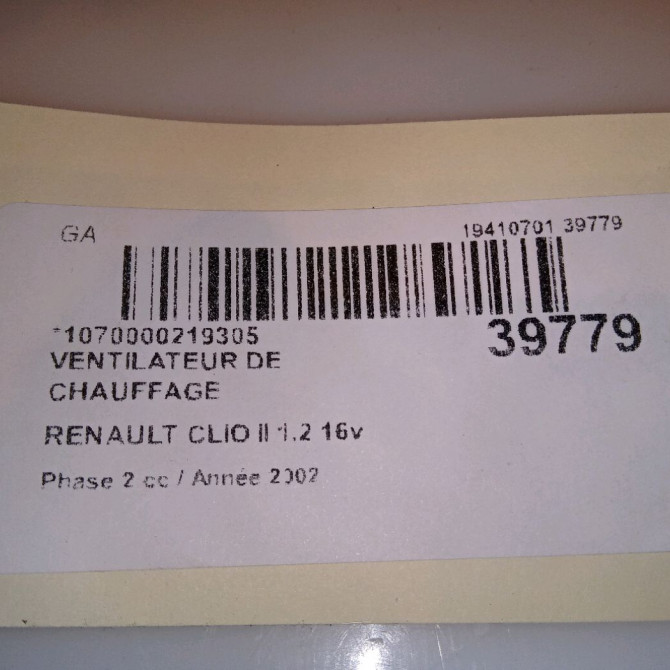 GA
19410701 39779
*1070000219305
39779
VENTILATEUR DE
CHAUFFAGE
RENAULT CLIO II 1.2 16v
Phase 2 cc / Année 2002